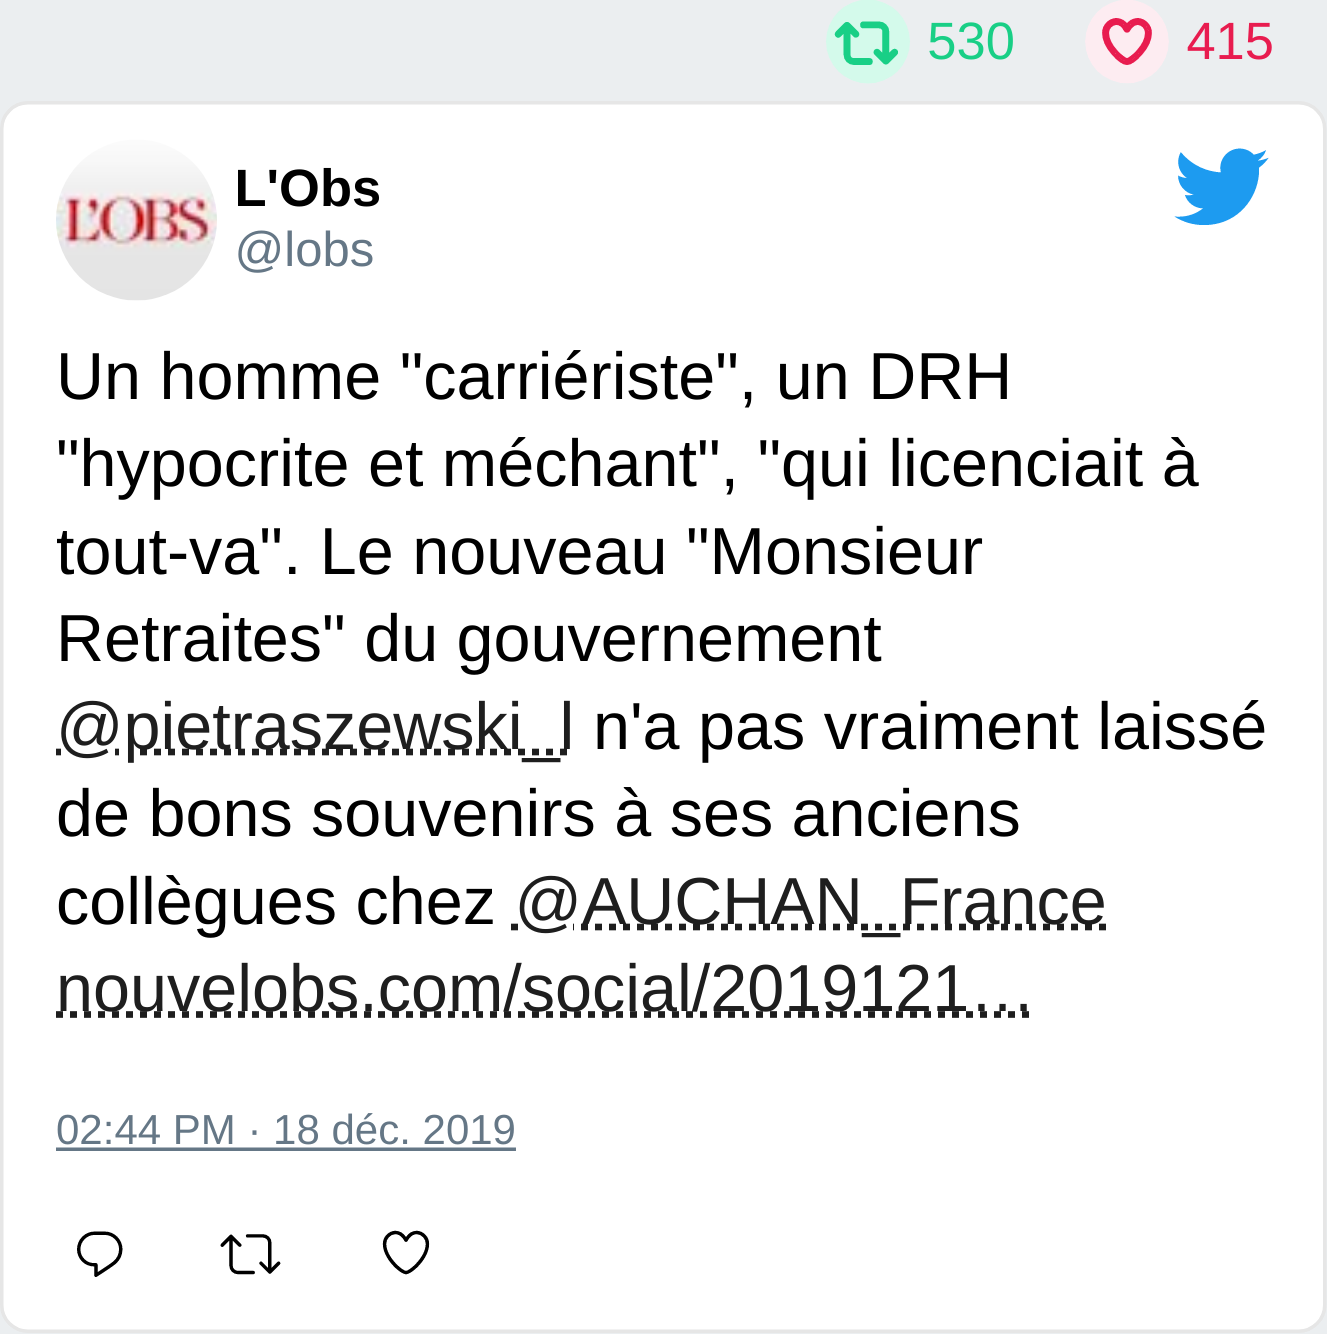 530 415
L'OBS
L'Obs
@lobs
Un homme "carriériste", un DRH
"hypocrite et méchant", "qui licenciait à
tout-va". Le nouveau "Monsieur
Retraites" du gouvernement
@pietraszewski_l n'a pas vraiment laissé
de bons souvenirs à ses anciens
collègues chez @AUCHAN_France
nouvelobs.com/social/2019121…
02:44 PM · 18 déc. 2019